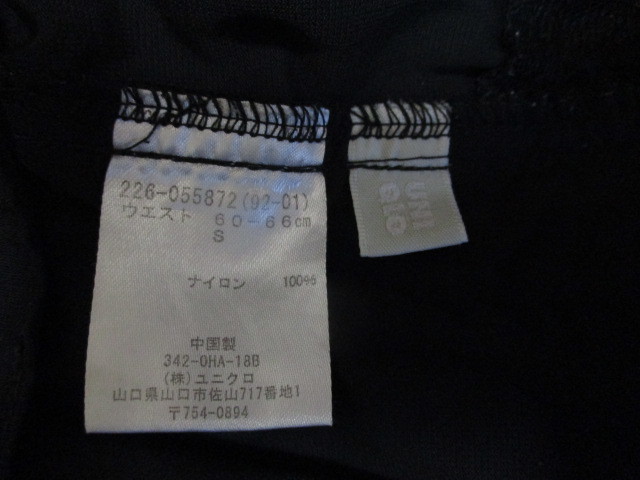 226-055872(92-01)
ウエスト 60-66cm
S
ナイロン 100%
中国製
342-0HA-18B
(株)ユニクロ
山口県山口市佐山717番地1
〒754-0894
UNI
QLO